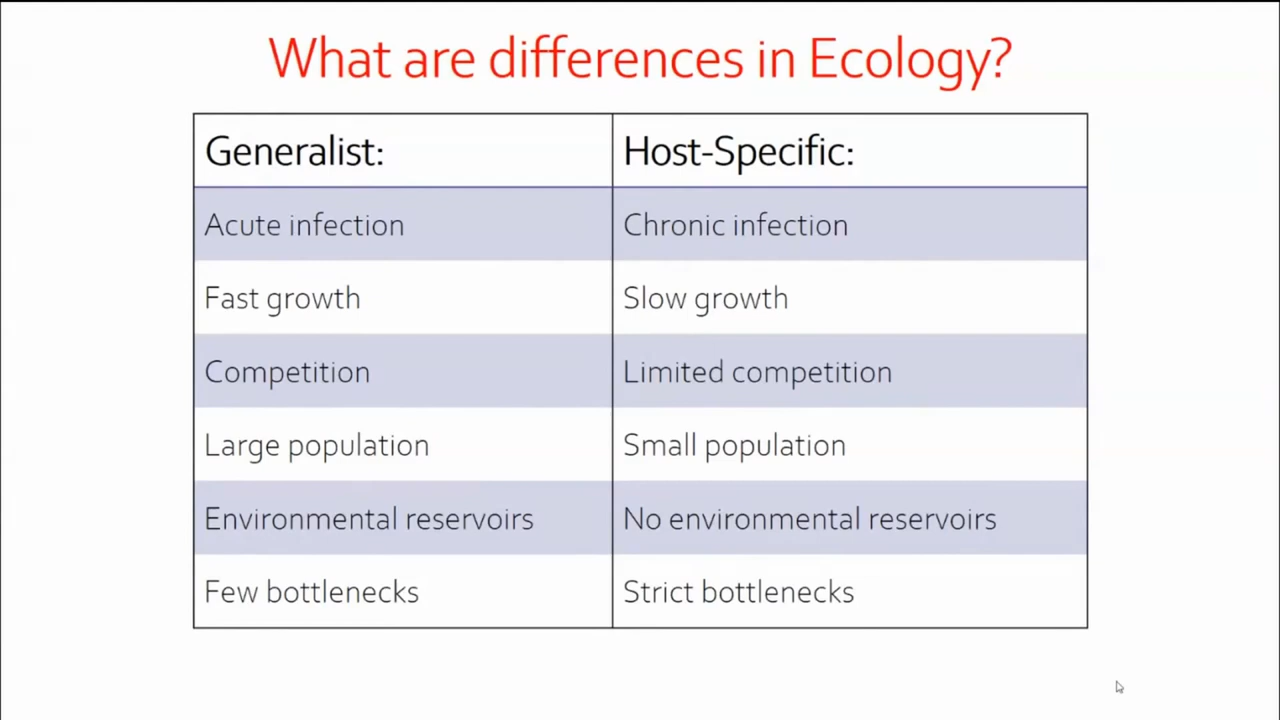 What are differences in Ecology?
Generalist: Host-Specific:
Acute infection Chronic infection
Fast growth Slow growth
Competition Limited competition
Large population Small population
Environmental reservoirs No environmental reservoirs
Few bottlenecks Strict bottlenecks